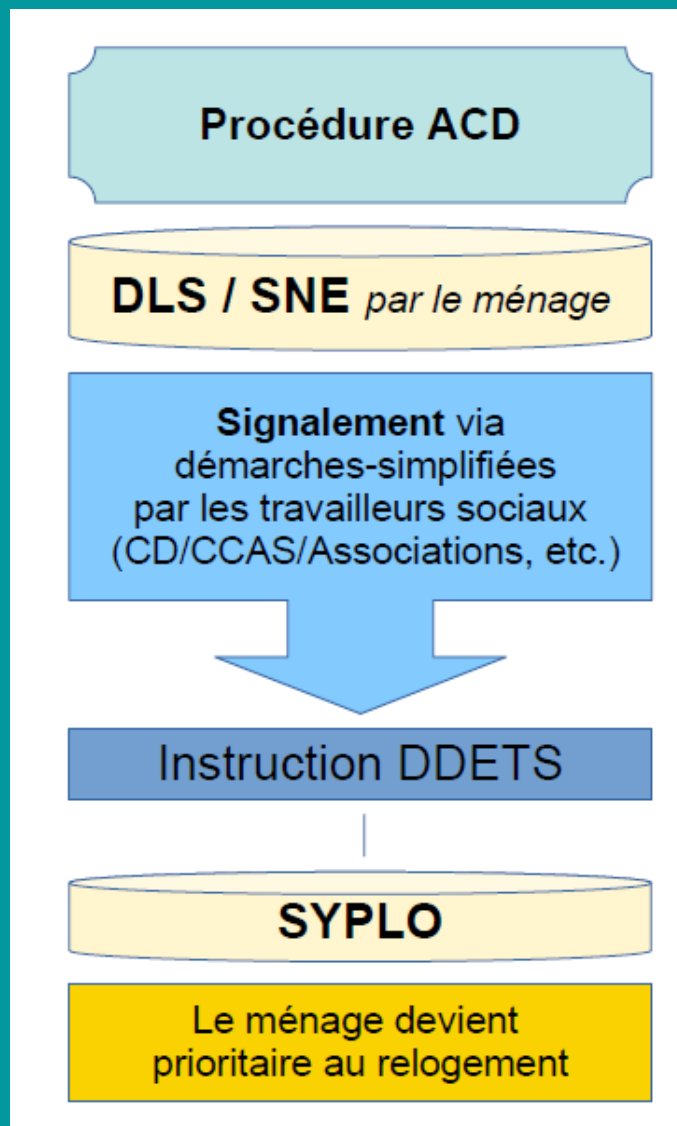 Procédure ACD
DLS / SNE par le ménage
Signalement via
démarches-simplifiées
par les travailleurs sociaux
(CD/CCAS/Associations, etc.)
Instruction DDETS
SYPLO
Le ménage devient
prioritaire au relogement